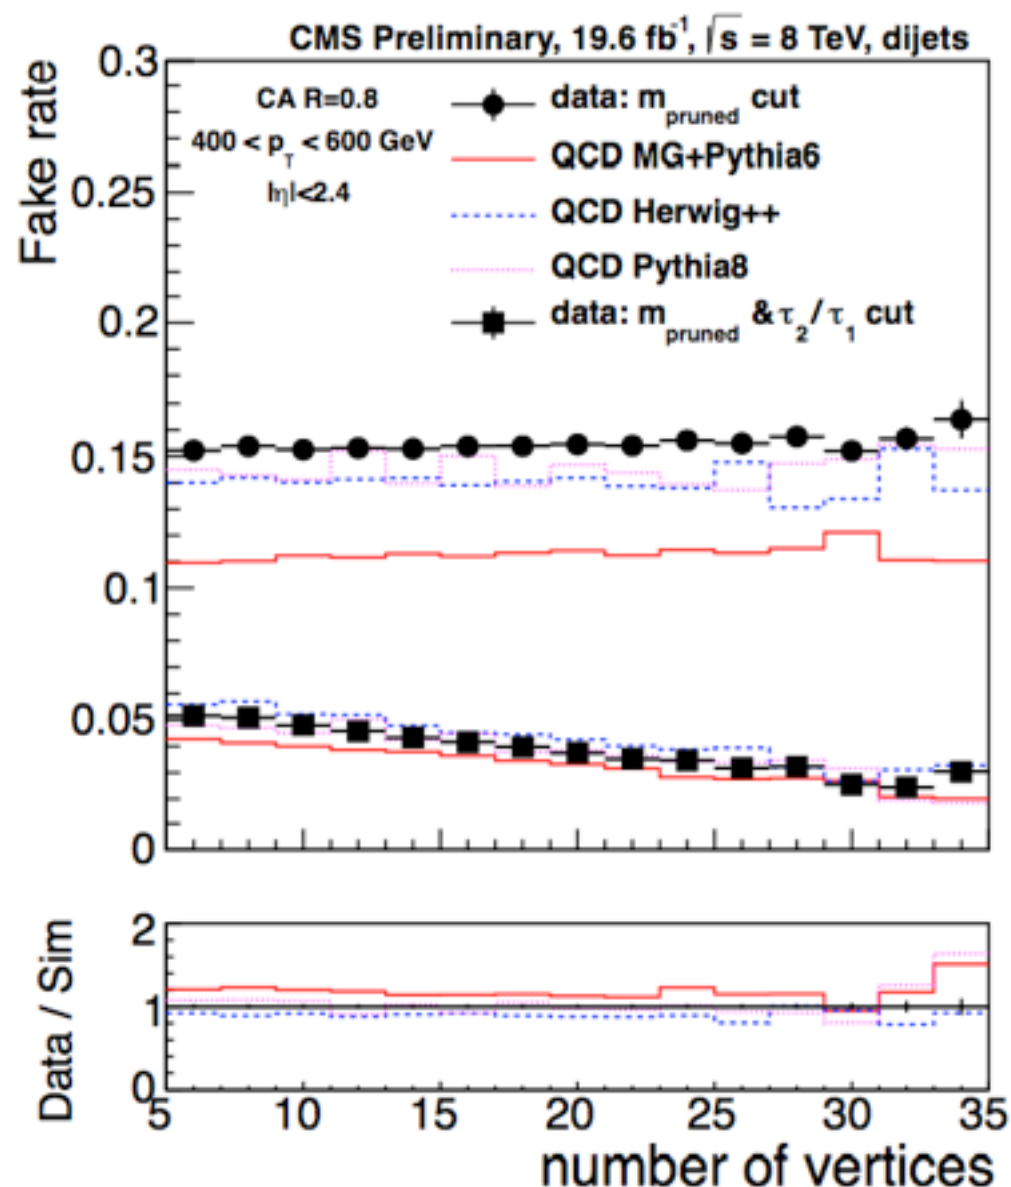 CMS Preliminary, 19.6 fb⁻¹, √s = 8 TeV, dijets
Fake rate
0.3
0.25
0.2
0.15
0.1
0.05
0
CA R=0.8
400 < p_T < 600 GeV
|η|<2.4
data: m_pruned cut
QCD MG+Pythia6
QCD Herwig++
QCD Pythia8
data: m_pruned & τ₂/τ₁ cut
Data / Sim
2
1
0
5 10 15 20 25 30 35
number of vertices